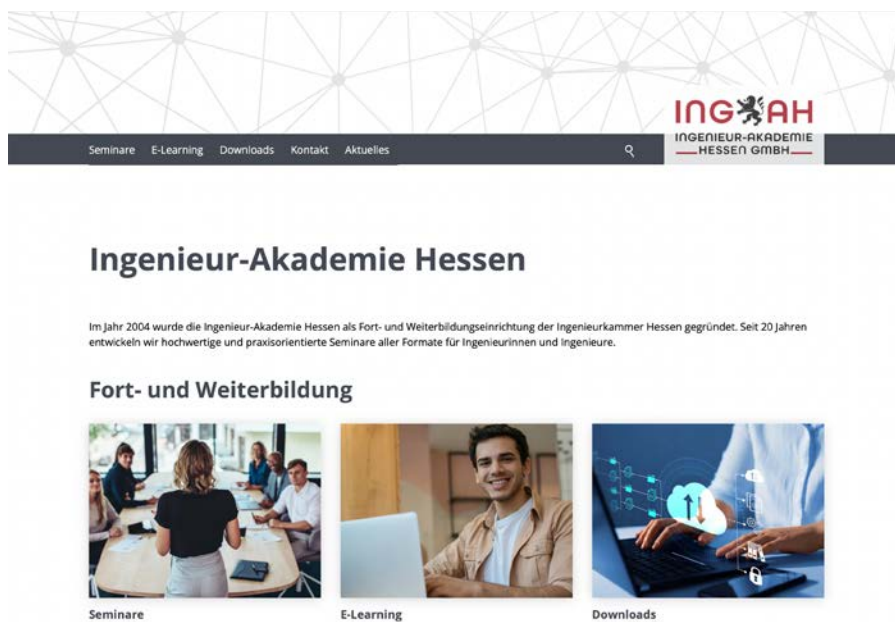 ING AH
INGENIEUR-AKADEMIE
HESSEN GMBH
Seminare E-Learning Downloads Kontakt Aktuelles
Ingenieur-Akademie Hessen
Im Jahr 2004 wurde die Ingenieur-Akademie Hessen als Fort- und Weiterbildungseinrichtung der Ingenieurkammer Hessen gegründet. Seit 20 Jahren
entwickeln wir hochwertige und praxisorientierte Seminare aller Formate für Ingenieurinnen und Ingenieure.
Fort- und Weiterbildung
Seminare E-Learning Downloads